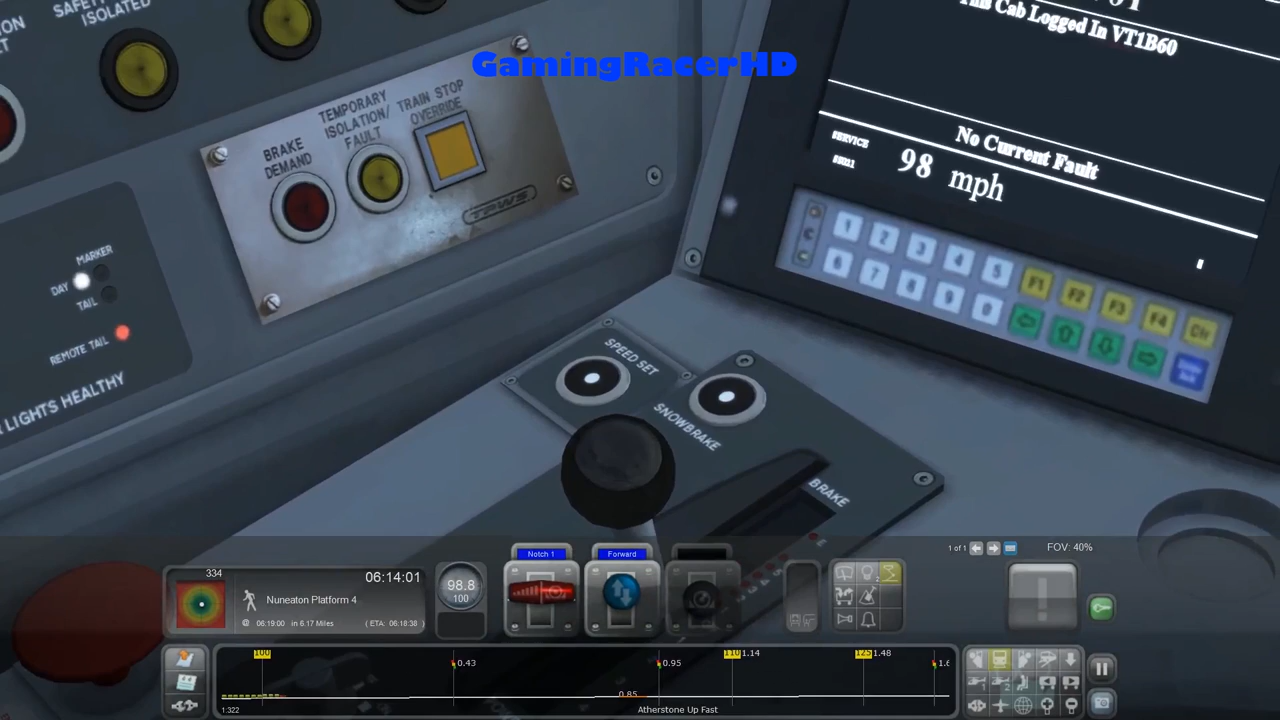 SAFETY
ISOLATED
GamingRacerHD
This Cab Logged In VT1B60
No Current Fault
SERVICE
98 mph
BRAKE
DEMAND
TEMPORARY
ISOLATION/
FAULT
TRAIN STOP
OVERRIDE
TPWS
1 2 3 4 5 F1 F2 F3 F4 Clr
6 7 8 9 0
MARKER
DAY
TAIL
REMOTE TAIL
LIGHTS HEALTHY
SPEED SET
SNOWBRAKE
BRAKE
Notch 1
Forward
1 of 1
FOV: 40%
334
06:14:01
Nuneaton Platform 4
@ 06:19:00 in 6.17 Miles ( ETA: 06:18:38 )
98.8
100
100
0.43
0.95
110 1.14
125 1.48
0.85
1:322
Atherstone Up Fast